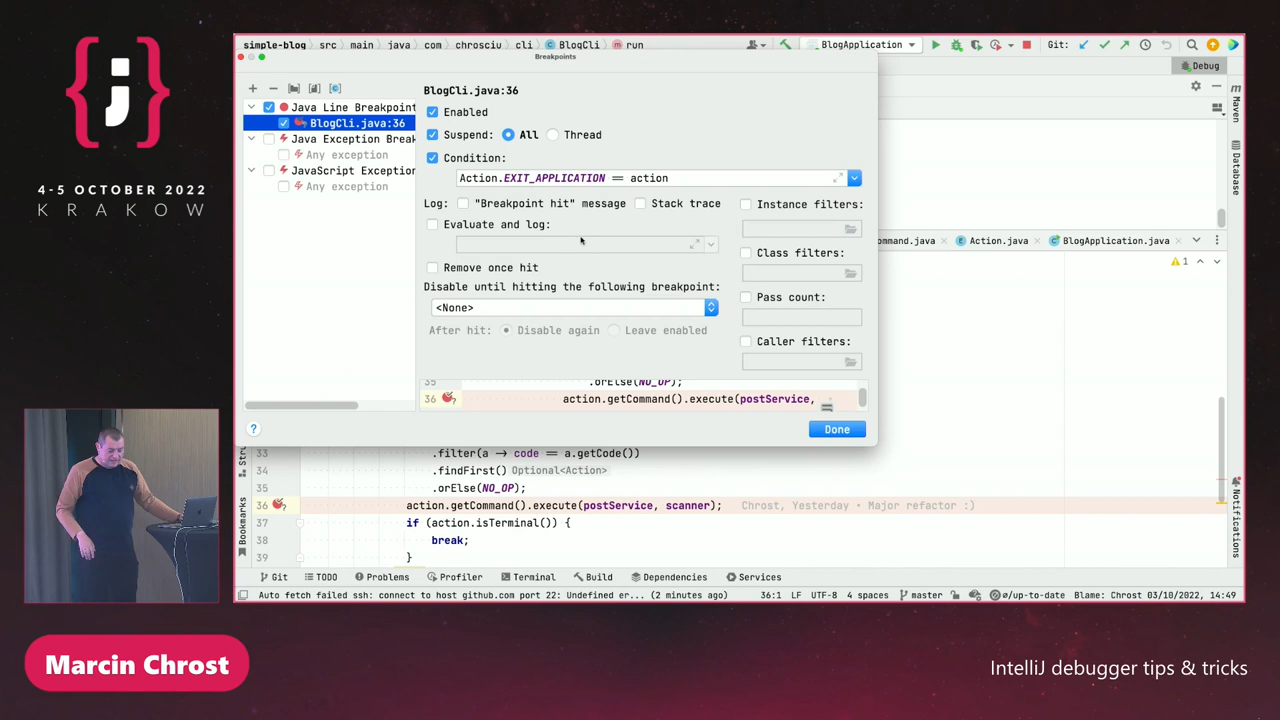 4-5 OCTOBER 2022
KRAKOW
simple-blog › src › main › java › com › chrosciu › cli › BlogCli › run
BlogApplication
Git:
Breakpoints
Debug
Java Line Breakpoint
BlogCli.java:36
Java Exception Break
Any exception
JavaScript Exception
Any exception
BlogCli.java:36
Enabled
Suspend: All Thread
Condition:
Action.EXIT_APPLICATION == action
Log: "Breakpoint hit" message Stack trace
Evaluate and log:
Remove once hit
Disable until hitting the following breakpoint:
<None>
After hit: Disable again Leave enabled
Instance filters:
Class filters:
Pass count:
Caller filters:
35 .orElse(NO_OP);
36 action.getCommand().execute(postService,
? Done
ommand.java Action.java BlogApplication.java
1
Maven
Database
Notifications
Bookmarks
33 .filter(a → code == a.getCode())
34 .findFirst() Optional<Action>
35 .orElse(NO_OP);
36 action.getCommand().execute(postService, scanner); Chrost, Yesterday • Major refactor :)
37 if (action.isTerminal()) {
38 break;
39 }
Git TODO Problems Profiler Terminal Build Dependencies Services
Auto fetch failed ssh: connect to host github.com port 22: Undefined er... (2 minutes ago) 36:1 LF UTF-8 4 spaces master ∅/up-to-date Blame: Chrost 03/10/2022, 14:49
Marcin Chrost
IntelliJ debugger tips & tricks